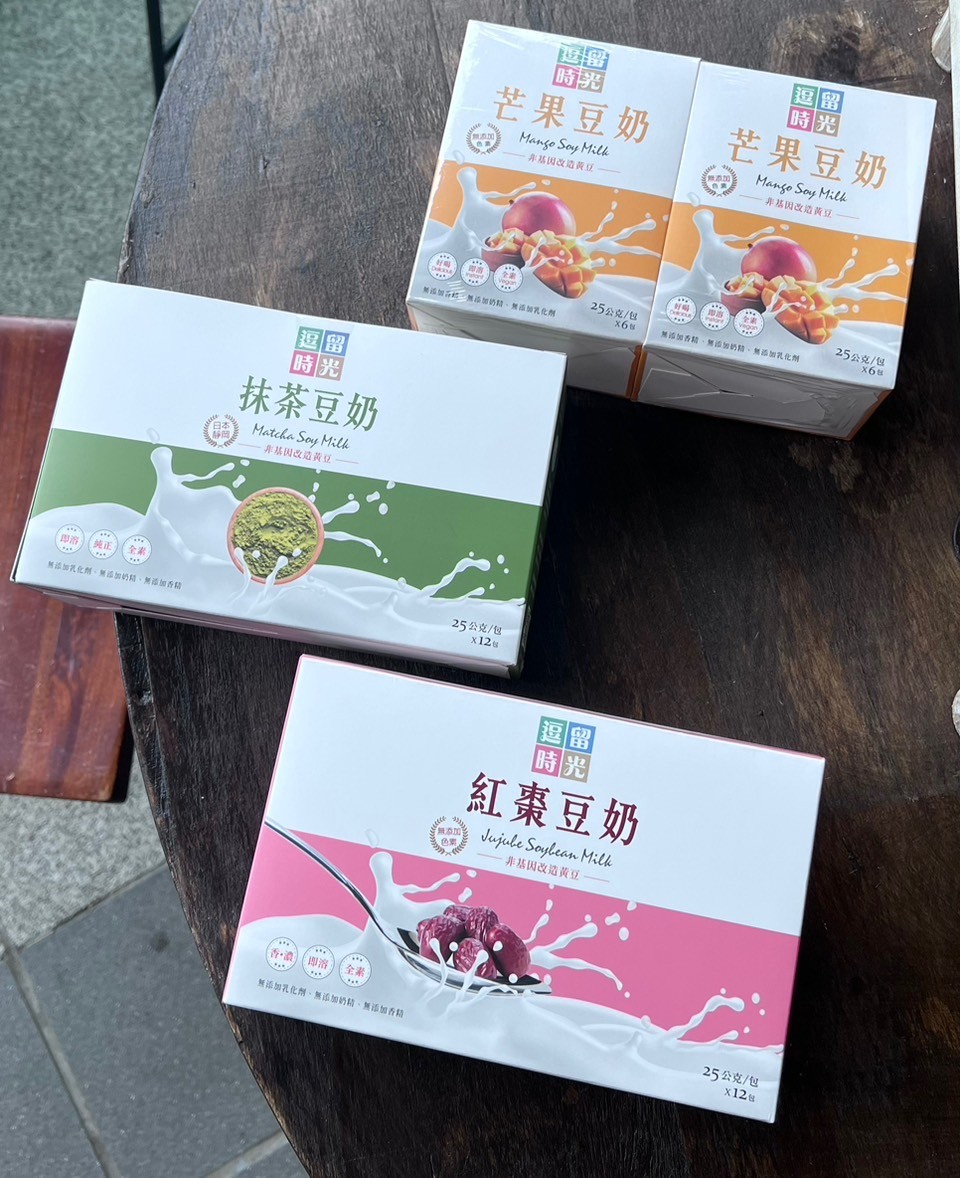 逗留
時光
芒果豆奶
無添加
色素
Mango Soy Milk
非基因改造黃豆
好喝
Delicious
即溶
Instant
全素
Vegan
無添加香精、無添加奶精、無添加乳化劑
25公克/包
X6包
逗留
時光
芒果豆奶
無添加
色素
Mango Soy Milk
非基因改造黃豆
好喝
Delicious
即溶
Instant
全素
Vegan
無添加香精、無添加奶精、無添加乳化劑
25公克/包
X6包
逗留
時光
抹茶豆奶
日本
靜岡
Matcha Soy Milk
非基因改造黃豆
即溶
純正
全素
無添加乳化劑、無添加奶精、無添加香精
25公克/包
X12包
逗留
時光
紅棗豆奶
無添加
色素
Jujube Soybean Milk
非基因改造黃豆
香•濃
即溶
全素
無添加乳化劑、無添加奶精、無添加香精
25公克/包
X12包